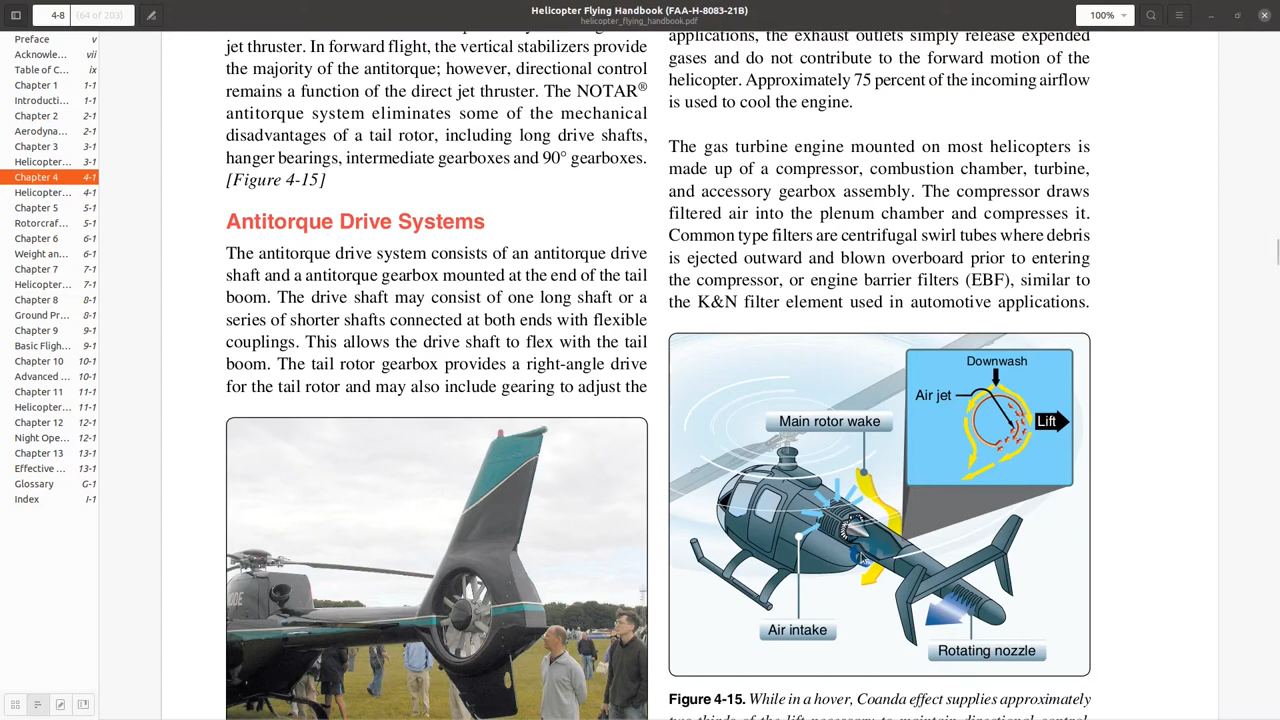 4-8 (64 of 203)
Helicopter Flying Handbook (FAA-H-8083-21B)
helicopter_flying_handbook.pdf
100%
Preface v
Acknowle... vii
Table of C... ix
Chapter 1 1-1
Introducti... 1-1
Chapter 2 2-1
Aerodyna... 2-1
Chapter 3 3-1
Helicopter... 3-1
Chapter 4 4-1
Helicopter... 4-1
Chapter 5 5-1
Rotorcraf... 5-1
Chapter 6 6-1
Weight an... 6-1
Chapter 7 7-1
Helicopter... 7-1
Chapter 8 8-1
Ground Pr... 8-1
Chapter 9 9-1
Basic Fligh... 9-1
Chapter 10 10-1
Advanced ... 10-1
Chapter 11 11-1
Helicopter... 11-1
Chapter 12 12-1
Night Oper... 12-1
Chapter 13 13-1
Effective ... 13-1
Glossary G-1
Index I-1
jet thruster. In forward flight, the vertical stabilizers provide
the majority of the antitorque; however, directional control
remains a function of the direct jet thruster. The NOTAR®
antitorque system eliminates some of the mechanical
disadvantages of a tail rotor, including long drive shafts,
hanger bearings, intermediate gearboxes and 90° gearboxes.
[Figure 4-15]
Antitorque Drive Systems
The antitorque drive system consists of an antitorque drive
shaft and a antitorque gearbox mounted at the end of the tail
boom. The drive shaft may consist of one long shaft or a
series of shorter shafts connected at both ends with flexible
couplings. This allows the drive shaft to flex with the tail
boom. The tail rotor gearbox provides a right-angle drive
for the tail rotor and may also include gearing to adjust the
applications, the exhaust outlets simply release expended
gases and do not contribute to the forward motion of the
helicopter. Approximately 75 percent of the incoming airflow
is used to cool the engine.
The gas turbine engine mounted on most helicopters is
made up of a compressor, combustion chamber, turbine,
and accessory gearbox assembly. The compressor draws
filtered air into the plenum chamber and compresses it.
Common type filters are centrifugal swirl tubes where debris
is ejected outward and blown overboard prior to entering
the compressor, or engine barrier filters (EBF), similar to
the K&N filter element used in automotive applications.
Downwash
Air jet
Lift
Main rotor wake
Air intake
Rotating nozzle
Figure 4-15. While in a hover, Coanda effect supplies approximately
two-thirds of the lift necessary to maintain directional control.